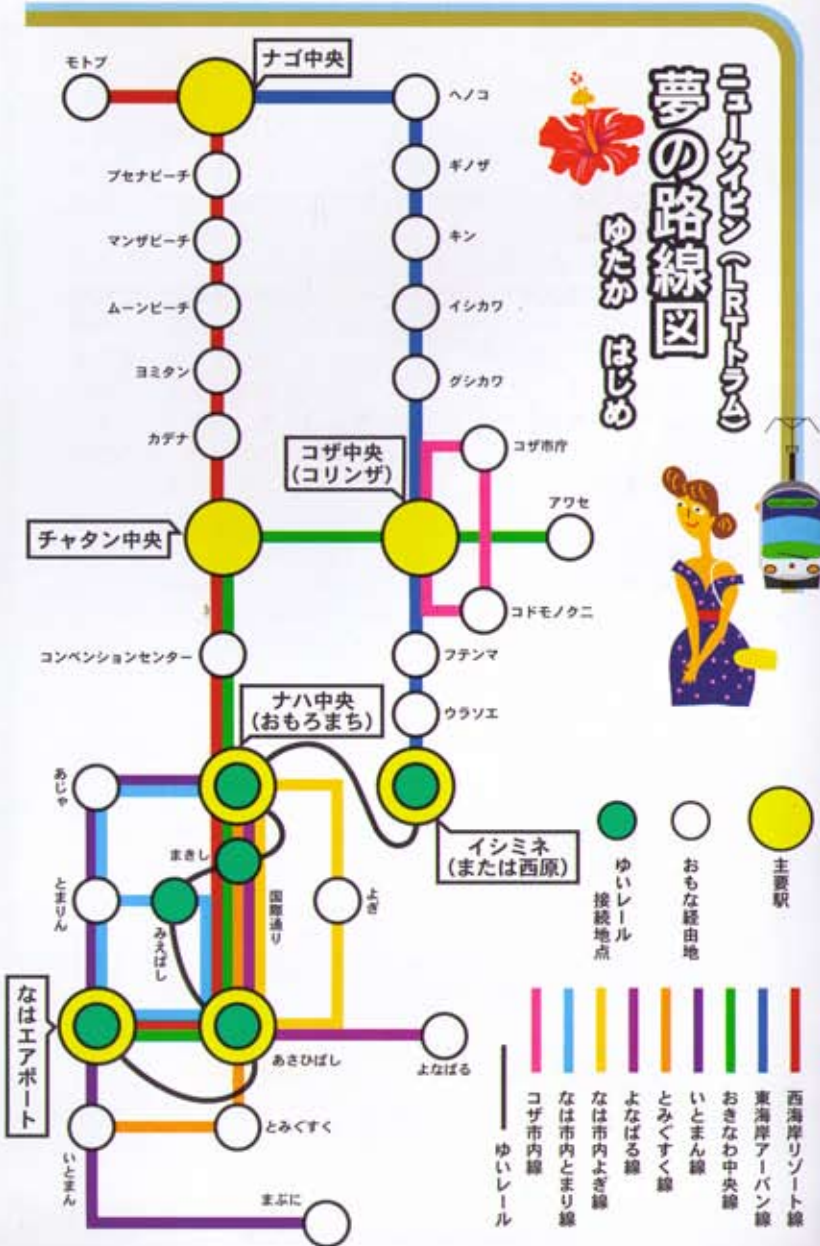 ニューケイビン(LRTトラム)
夢の路線図
ゆたか はじめ
モトブ
ナゴ中央
ヘノコ
ブセナビーチ
ギノザ
マンザビーチ
キン
ムーンビーチ
イシカワ
ヨミタン
グシカワ
カデナ
コザ中央
(コリンザ)
コザ市庁
チャタン中央
アワセ
コドモノクニ
コンベンションセンター
フテンマ
ナハ中央
(おもろまち)
ウラソエ
あじゃ
イシミネ
(または西原)
まきし
とまりん
みえばし
国際通り
よぎ
なはエアポート
あさひばし
よなばる
いとまん
とみぐすく
まぶに
主要駅
おもな経由地
ゆいレール
接続地点
西海岸リゾート線
東海岸アーバン線
おきなわ中央線
いとまん線
とみぐすく線
よなばる線
なは市内よぎ線
なは市内とまり線
コザ市内線
ゆいレール